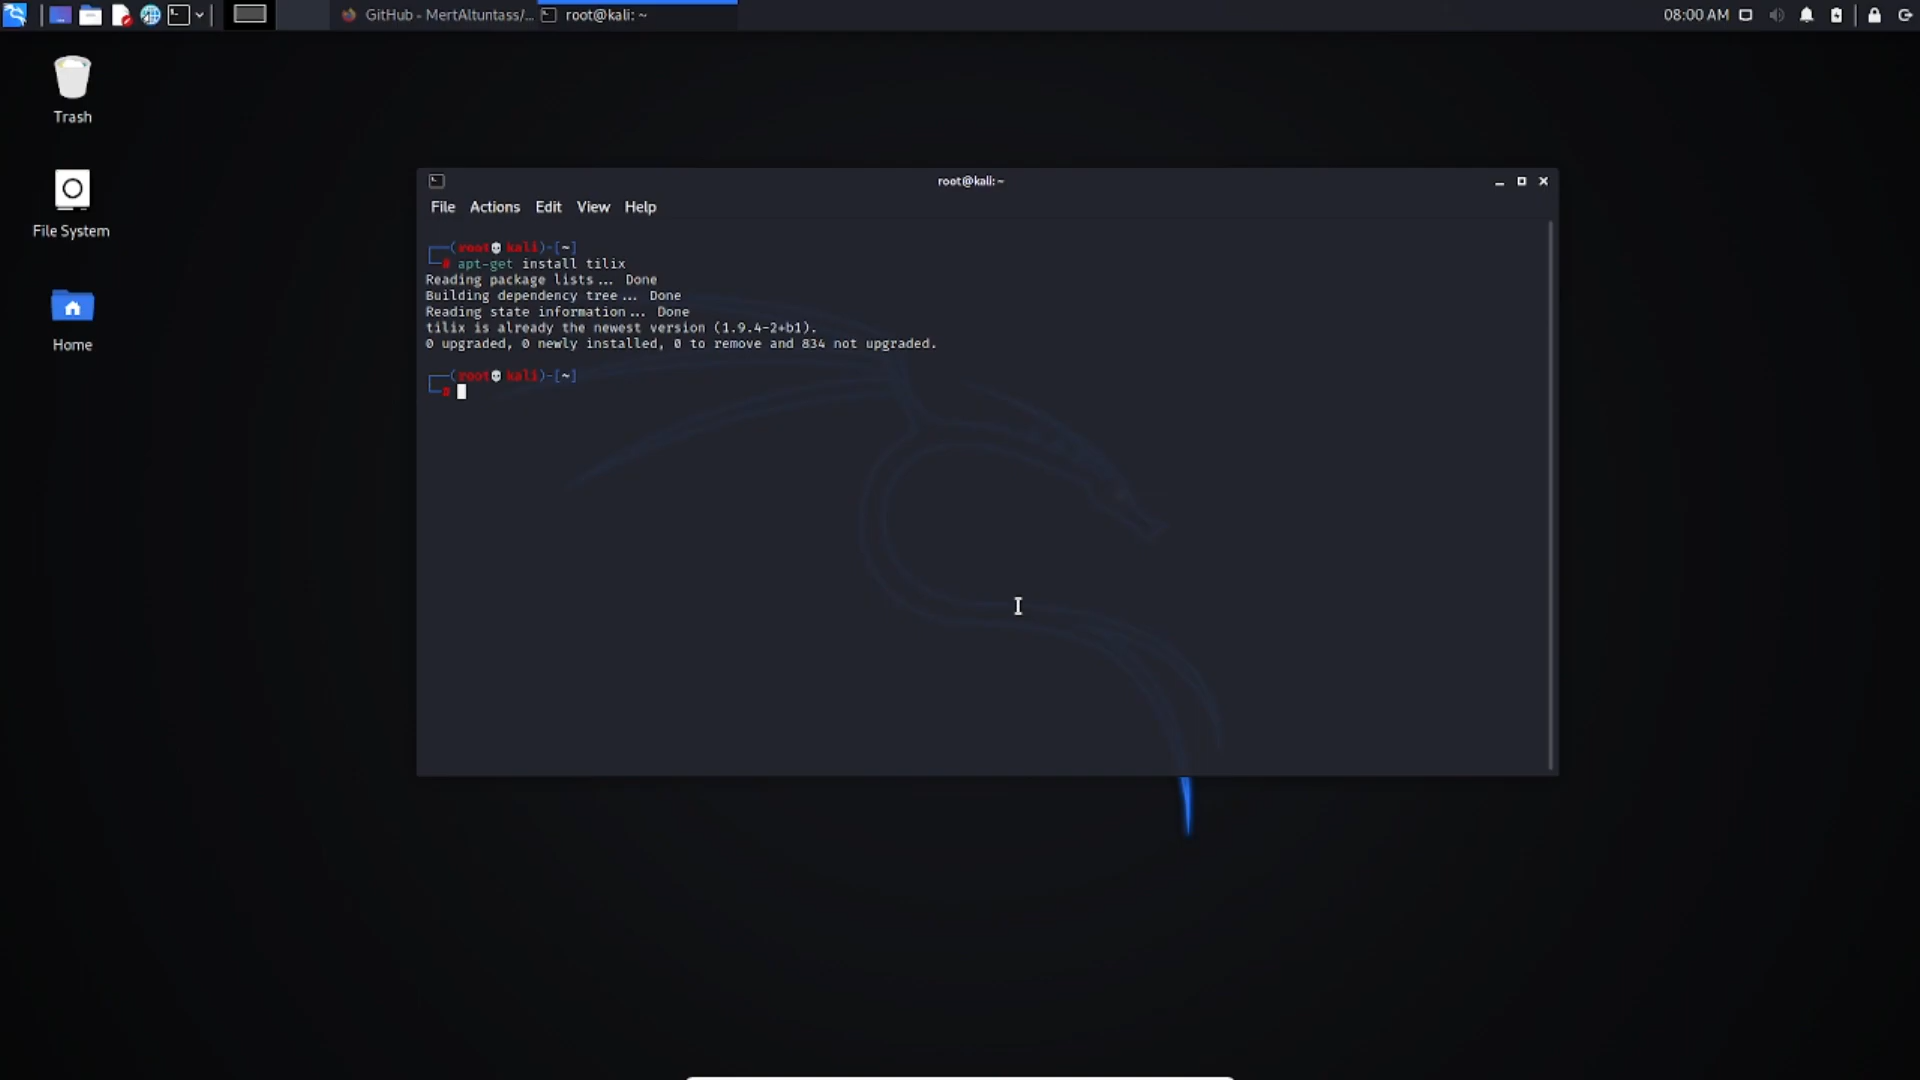 GitHub - MertAltuntass/...
root@kali: ~
08:00 AM
Trash
File System
Home
root@kali:~
File Actions Edit View Help
┌──(root💀kali)-[~]
└─# apt-get install tilix
Reading package lists... Done
Building dependency tree... Done
Reading state information... Done
tilix is already the newest version (1.9.4-2+b1).
0 upgraded, 0 newly installed, 0 to remove and 834 not upgraded.
┌──(root💀kali)-[~]
└─#